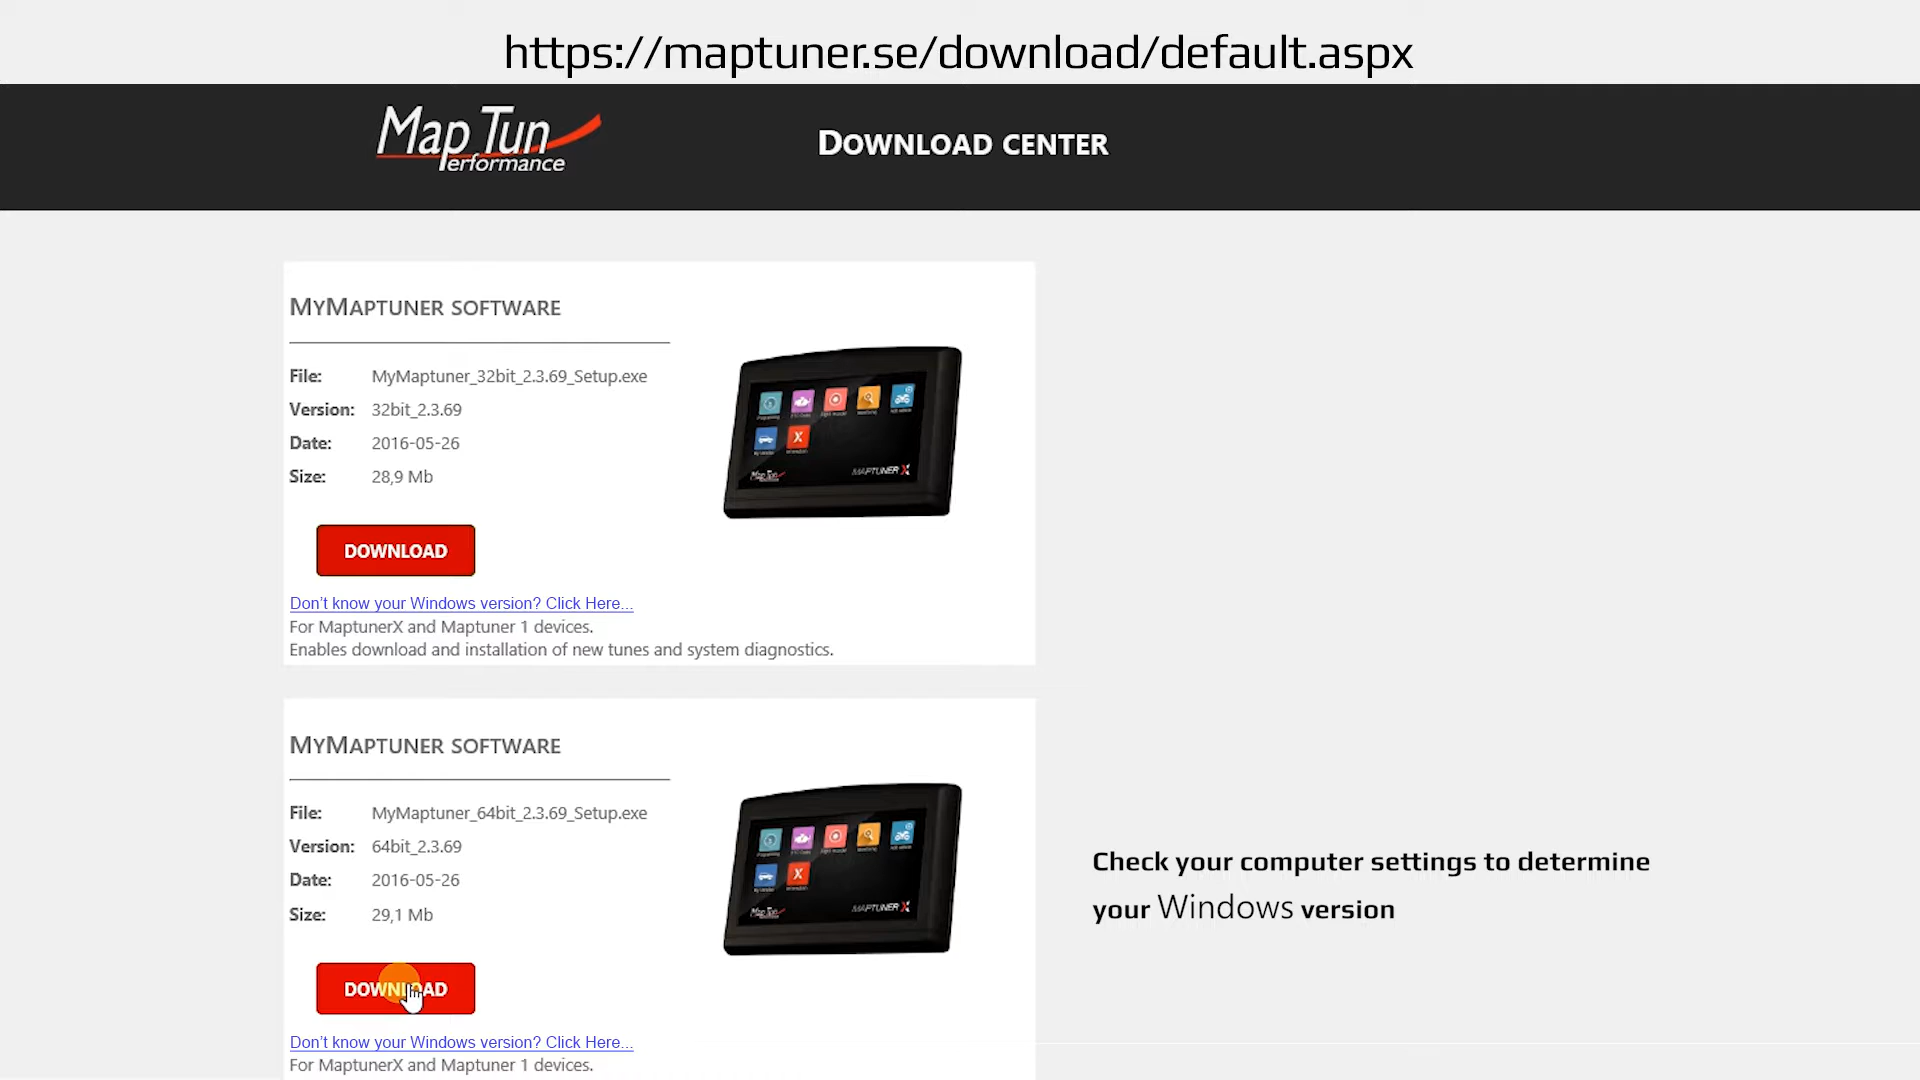 https://maptuner.se/download/default.aspx
Map Tun
Performance
DOWNLOAD CENTER
MYMAPTUNER SOFTWARE
File: MyMaptuner_32bit_2.3.69_Setup.exe
Version: 32bit_2.3.69
Date: 2016-05-26
Size: 28,9 Mb
MAPTUNER X
DOWNLOAD
Don't know your Windows version? Click Here...
For MaptunerX and Maptuner 1 devices.
Enables download and installation of new tunes and system diagnostics.
MYMAPTUNER SOFTWARE
File: MyMaptuner_64bit_2.3.69_Setup.exe
Version: 64bit_2.3.69
Date: 2016-05-26
Size: 29,1 Mb
MAPTUNER X
Check your computer settings to determine
your Windows version
DOWNLOAD
Don't know your Windows version? Click Here...
For MaptunerX and Maptuner 1 devices.